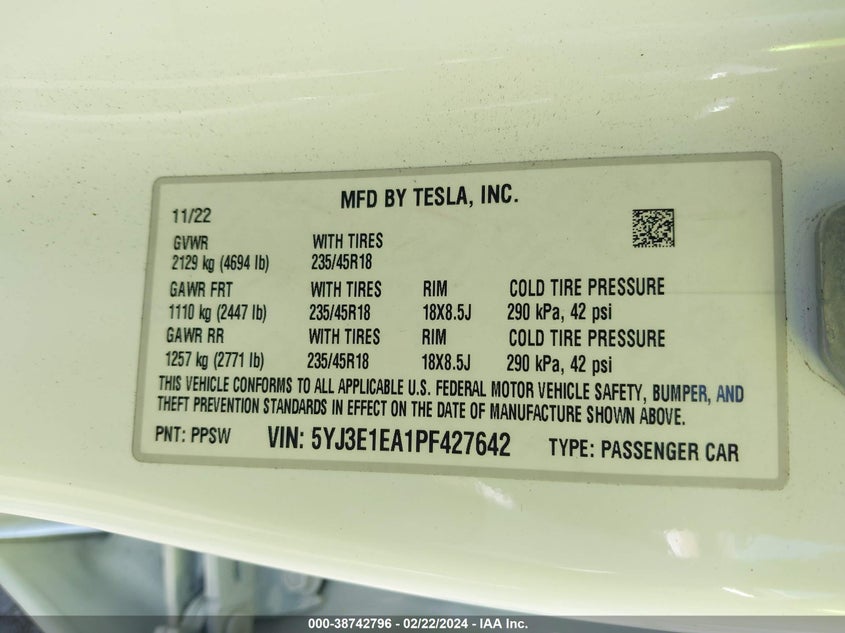 MFD BY TESLA, INC.
11/22
GVWR WITH TIRES
2129 kg (4694 lb) 235/45R18
GAWR FRT WITH TIRES RIM COLD TIRE PRESSURE
1110 kg (2447 lb) 235/45R18 18X8.5J 290 kPa, 42 psi
GAWR RR WITH TIRES RIM COLD TIRE PRESSURE
1257 kg (2771 lb) 235/45R18 18X8.5J 290 kPa, 42 psi
THIS VEHICLE CONFORMS TO ALL APPLICABLE U.S. FEDERAL MOTOR VEHICLE SAFETY, BUMPER, AND
THEFT PREVENTION STANDARDS IN EFFECT ON THE DATE OF MANUFACTURE SHOWN ABOVE.
PNT: PPSW VIN: 5YJ3E1EA1PF427642 TYPE: PASSENGER CAR
000-38742796 - 02/22/2024 - IAA Inc.